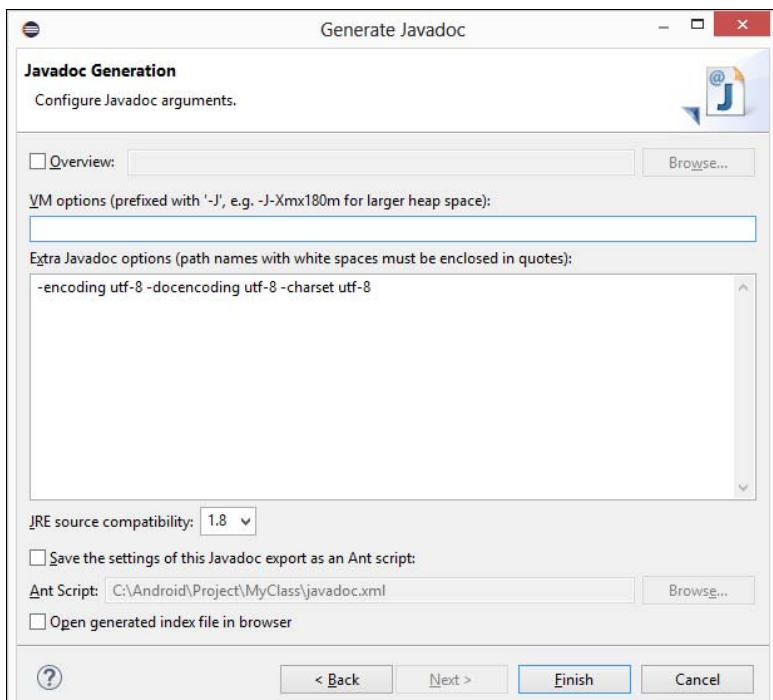 Generate Javadoc
Javadoc Generation
Configure Javadoc arguments.
@
J
Overview:
Browse...
VM options (prefixed with '-J', e.g. -J-Xmx180m for larger heap space):
Extra Javadoc options (path names with white spaces must be enclosed in quotes):
-encoding utf-8 -docencoding utf-8 -charset utf-8
JRE source compatibility: 1.8
Save the settings of this Javadoc export as an Ant script:
Ant Script: C:\Android\Project\MyClass\javadoc.xml Browse...
Open generated index file in browser
? < Back Next > Finish Cancel